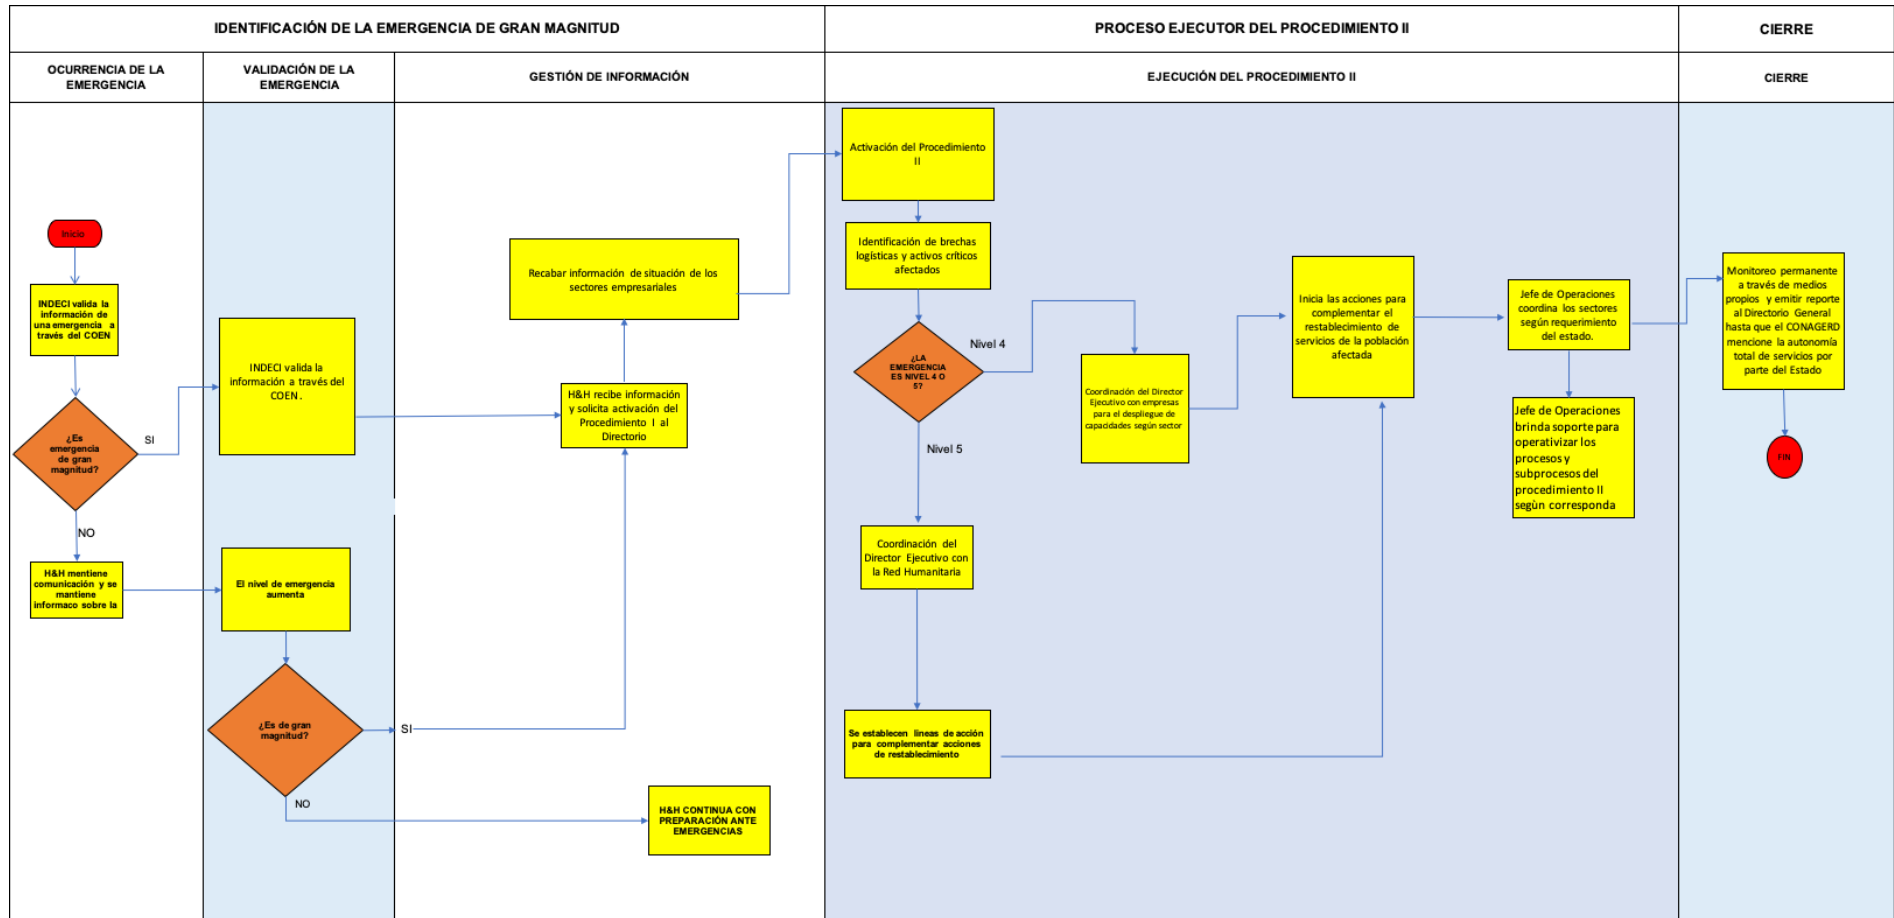 IDENTIFICACIÓN DE LA EMERGENCIA DE GRAN MAGNITUD
PROCESO EJECUTOR DEL PROCEDIMIENTO II
CIERRE
OCURRENCIA DE LA
EMERGENCIA
VALIDACIÓN DE LA
EMERGENCIA
GESTIÓN DE INFORMACIÓN
EJECUCIÓN DEL PROCEDIMIENTO II
CIERRE
Inicio
INDECI valida la
información de
una emergencia a
través del COEN
¿Es
emergencia
de gran
magnitud?
SI
NO
H&H mantiene
comunicación y se
mantiene
informaco sobre la
INDECI valida la
información a través del
COEN .
El nivel de emergencia
aumenta
¿Es de gran
magnitud?
SI
NO
Recabar información de situación de los
sectores empresariales
H&H recibe información
y solicita activación del
Procedimiento I al
Directorio
H&H CONTINUA CON
PREPARACIÓN ANTE
EMERGENCIAS
Activación del Procedimiento
II
Identificación de brechas
logísticas y activos críticos
afectados
¿LA
EMERGENCIA
ES NIVEL 4 O
5?
Nivel 4
Nivel 5
Coordinación del Director
Ejecutivo con empresas
para el despliegue de
capacidades según sector
Coordinación del
Director Ejecutivo con
la Red Humanitaria
Se establecen lineas de acción
para complementar acciones
de restablecimiento
Inicia las acciones para
complementar el
restablecimiento de
servicios de la población
afectada
Jefe de Operaciones
coordina los sectores
según requerimiento
del estado.
Jefe de Operaciones
brinda soporte para
operativizar los
procesos y
subprocesos del
procedimiento II
segùn corresponda
Monitoreo permanente
a través de medios
propios y emitir reporte
al Directorio General
hasta que el CONAGERD
mencione la autonomía
total de servicios por
parte del Estado
FIN